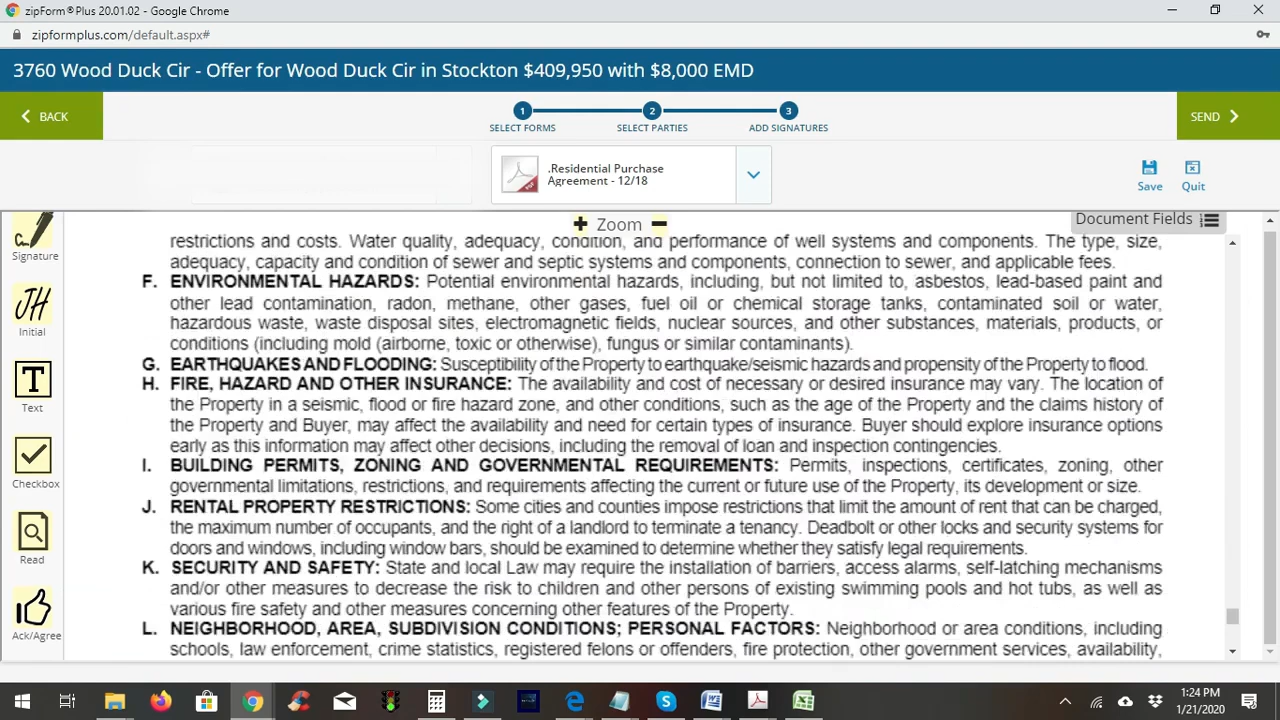 zipForm®Plus 20.01.02 - Google Chrome
zipformplus.com/default.aspx#
3760 Wood Duck Cir - Offer for Wood Duck Cir in Stockton $409,950 with $8,000 EMD
BACK
1 2 3
SELECT FORMS SELECT PARTIES ADD SIGNATURES
SEND
.Residential Purchase
Agreement - 12/18
Save Quit
Zoom
Document Fields
Signature
JH
Initial
T
Text
Checkbox
Read
Ack/Agree
restrictions and costs. Water quality, adequacy, condition, and performance of well systems and components. The type, size,
adequacy, capacity and condition of sewer and septic systems and components, connection to sewer, and applicable fees.
F. ENVIRONMENTAL HAZARDS: Potential environmental hazards, including, but not limited to, asbestos, lead-based paint and
other lead contamination, radon, methane, other gases, fuel oil or chemical storage tanks, contaminated soil or water,
hazardous waste, waste disposal sites, electromagnetic fields, nuclear sources, and other substances, materials, products, or
conditions (including mold (airborne, toxic or otherwise), fungus or similar contaminants).
G. EARTHQUAKES AND FLOODING: Susceptibility of the Property to earthquake/seismic hazards and propensity of the Property to flood.
H. FIRE, HAZARD AND OTHER INSURANCE: The availability and cost of necessary or desired insurance may vary. The location of
the Property in a seismic, flood or fire hazard zone, and other conditions, such as the age of the Property and the claims history of
the Property and Buyer, may affect the availability and need for certain types of insurance. Buyer should explore insurance options
early as this information may affect other decisions, including the removal of loan and inspection contingencies.
I. BUILDING PERMITS, ZONING AND GOVERNMENTAL REQUIREMENTS: Permits, inspections, certificates, zoning, other
governmental limitations, restrictions, and requirements affecting the current or future use of the Property, its development or size.
J. RENTAL PROPERTY RESTRICTIONS: Some cities and counties impose restrictions that limit the amount of rent that can be charged,
the maximum number of occupants, and the right of a landlord to terminate a tenancy. Deadbolt or other locks and security systems for
doors and windows, including window bars, should be examined to determine whether they satisfy legal requirements.
K. SECURITY AND SAFETY: State and local Law may require the installation of barriers, access alarms, self-latching mechanisms
and/or other measures to decrease the risk to children and other persons of existing swimming pools and hot tubs, as well as
various fire safety and other measures concerning other features of the Property.
L. NEIGHBORHOOD, AREA, SUBDIVISION CONDITIONS; PERSONAL FACTORS: Neighborhood or area conditions, including
schools, law enforcement, crime statistics, registered felons or offenders, fire protection, other government services, availability,
1:24 PM
1/21/2020